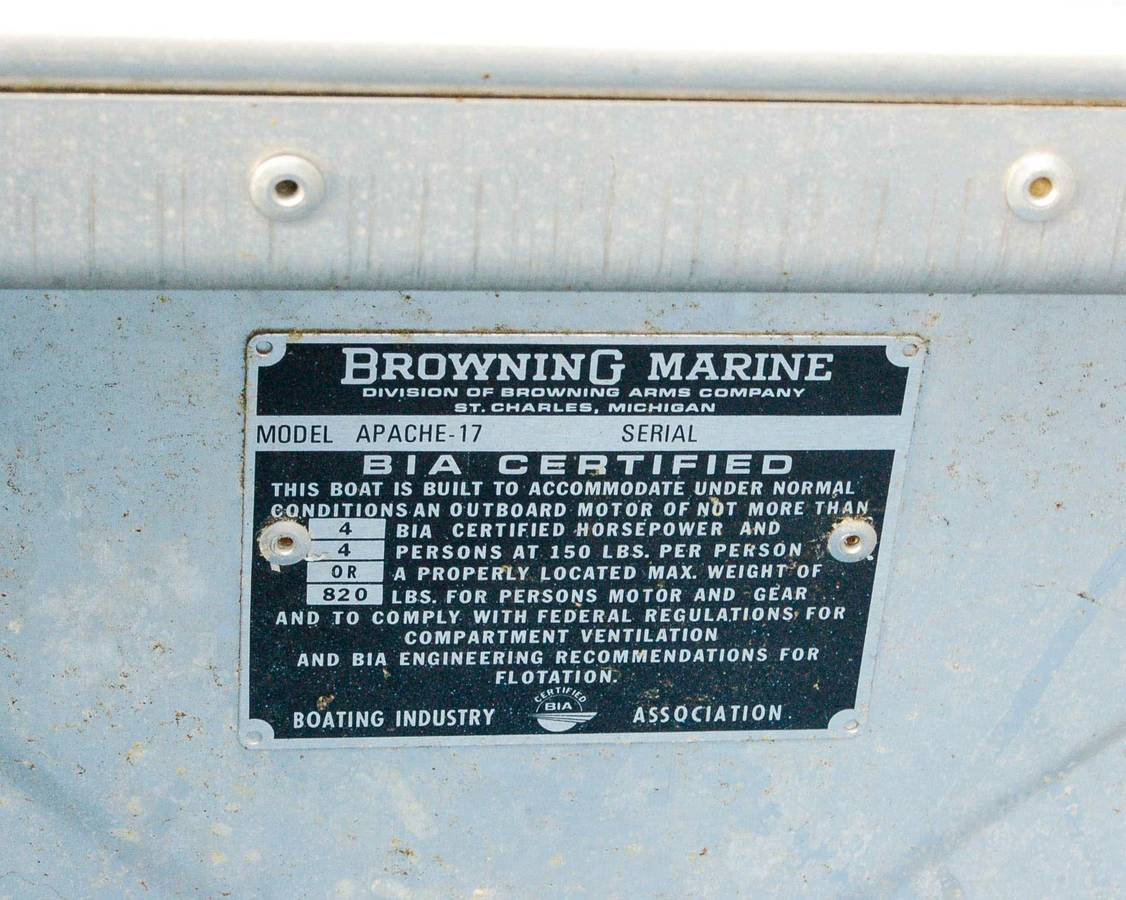 BROWNING MARINE
DIVISION OF BROWNING ARMS COMPANY
ST. CHARLES, MICHIGAN
MODEL APACHE-17 SERIAL
BIA CERTIFIED
THIS BOAT IS BUILT TO ACCOMMODATE UNDER NORMAL
CONDITIONS AN OUTBOARD MOTOR OF NOT MORE THAN
4 BIA CERTIFIED HORSEPOWER AND
4 PERSONS AT 150 LBS. PER PERSON
OR A PROPERLY LOCATED MAX. WEIGHT OF
820 LBS. FOR PERSONS MOTOR AND GEAR
AND TO COMPLY WITH FEDERAL REGULATIONS FOR
COMPARTMENT VENTILATION
AND BIA ENGINEERING RECOMMENDATIONS FOR
FLOTATION.
CERTIFIED
BIA
BOATING INDUSTRY ASSOCIATION